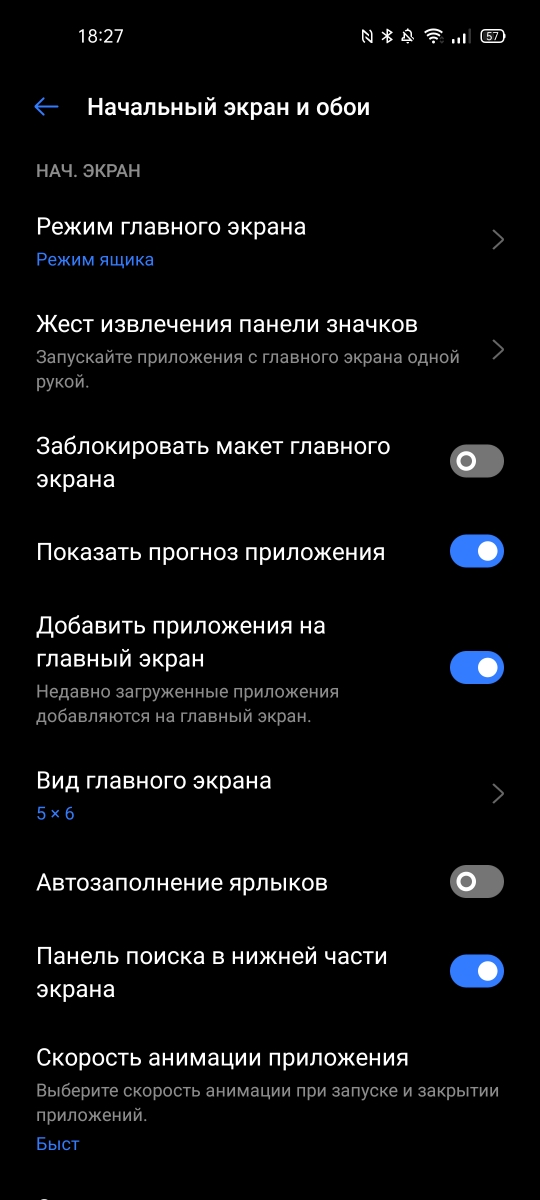 18:27
57
Начальный экран и обои
НАЧ. ЭКРАН
Режим главного экрана
Режим ящика
Жест извлечения панели значков
Запускайте приложения с главного экрана одной
рукой.
Заблокировать макет главного
экрана
Показать прогноз приложения
Добавить приложения на
главный экран
Недавно загруженные приложения
добавляются на главный экран.
Вид главного экрана
5 × 6
Автозаполнение ярлыков
Панель поиска в нижней части
экрана
Скорость анимации приложения
Выберите скорость анимации при запуске и закрытии
приложений.
Быст